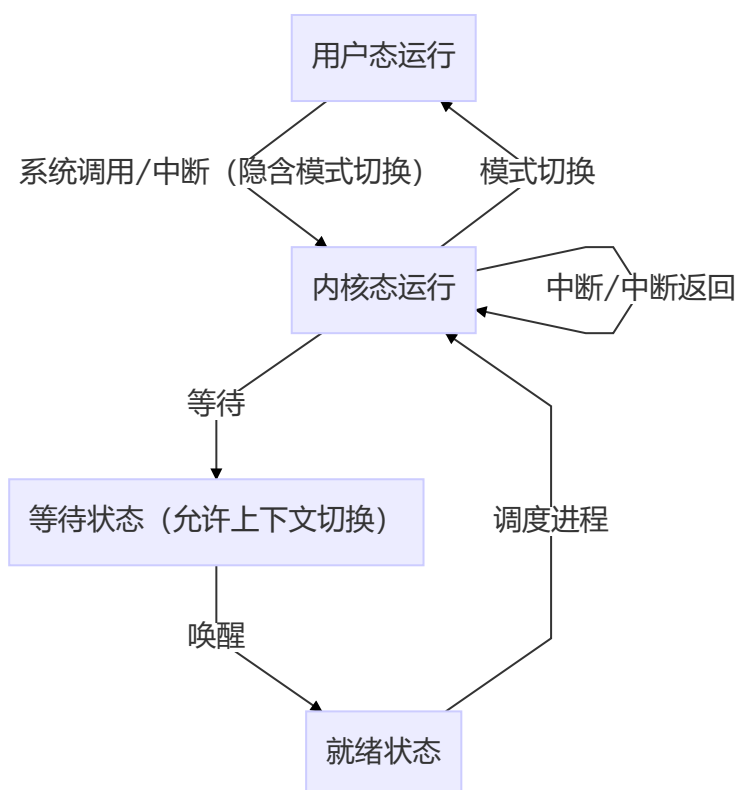 用户态运行
系统调用/中断（隐含模式切换）
模式切换
内核态运行
中断/中断返回
等待
等待状态（允许上下文切换）
调度进程
唤醒
就绪状态